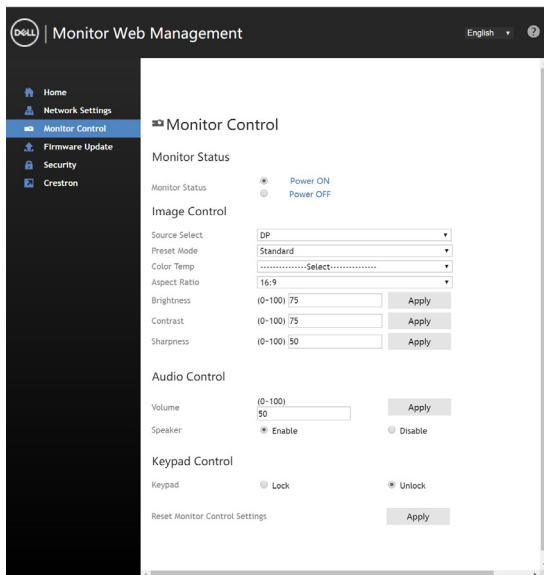 DELL | Monitor Web Management
English
?
Home
Network Settings
Monitor Control
Firmware Update
Security
Crestron
Monitor Control
Monitor Status
Monitor Status
Power ON
Power OFF
Image Control
Source Select DP
Preset Mode Standard
Color Temp ---------------Select---------------
Aspect Ratio 16:9
Brightness (0~100) 75 Apply
Contrast (0~100) 75 Apply
Sharpness (0~100) 50 Apply
Audio Control
(0~100)
Volume 50 Apply
Speaker Enable Disable
Keypad Control
Keypad Lock Unlock
Reset Monitor Control Settings Apply